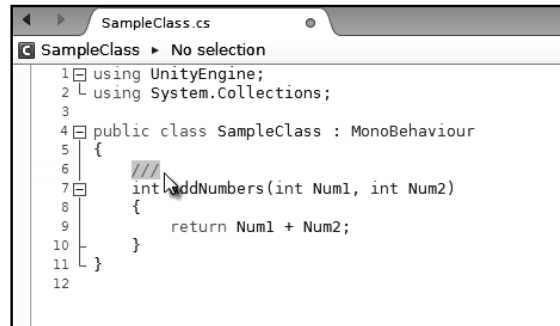 SampleClass.cs
SampleClass ▸ No selection
1 using UnityEngine;
2 using System.Collections;
3
4 public class SampleClass : MonoBehaviour
5 {
6 ///
7 int addNumbers(int Num1, int Num2)
8 {
9 return Num1 + Num2;
10 }
11 }
12